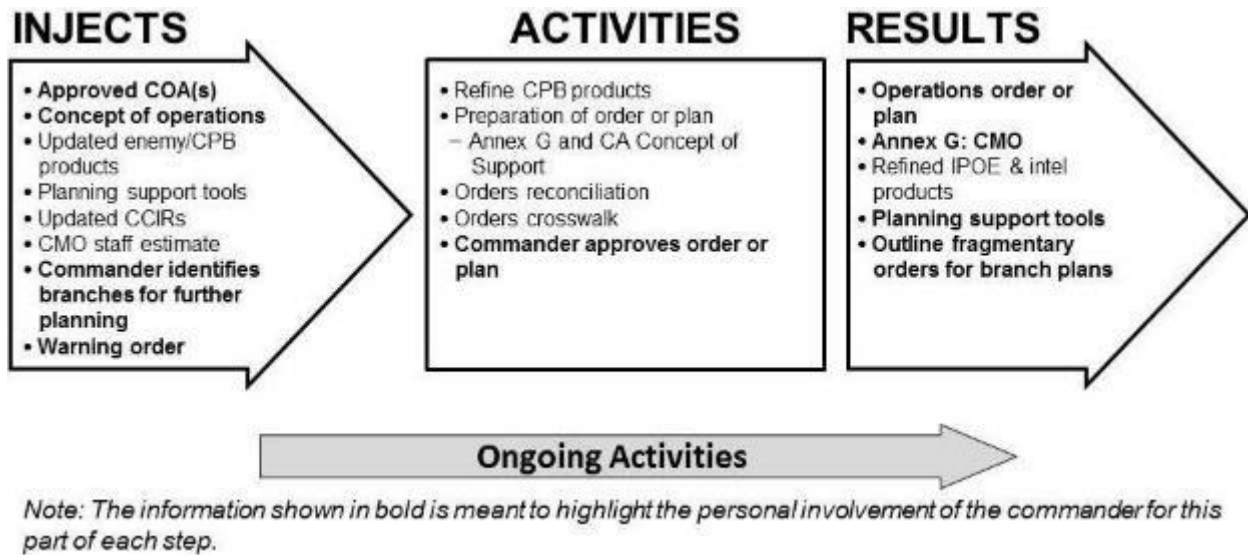 INJECTS
• Approved COA(s)
• Concept of operations
• Updated enemy/CPB
products
• Planning support tools
• Updated CCIRs
• CMO staff estimate
• Commander identifies
branches for further
planning
• Warning order
ACTIVITIES
• Refine CPB products
• Preparation of order or plan
– Annex G and CA Concept of
Support
• Orders reconciliation
• Orders crosswalk
• Commander approves order or
plan
RESULTS
• Operations order or
plan
• Annex G: CMO
• Refined IPOE & intel
products
• Planning support tools
• Outline fragmentary
orders for branch plans
Ongoing Activities
Note: The information shown in bold is meant to highlight the personal involvement of the commander for this
part of each step.